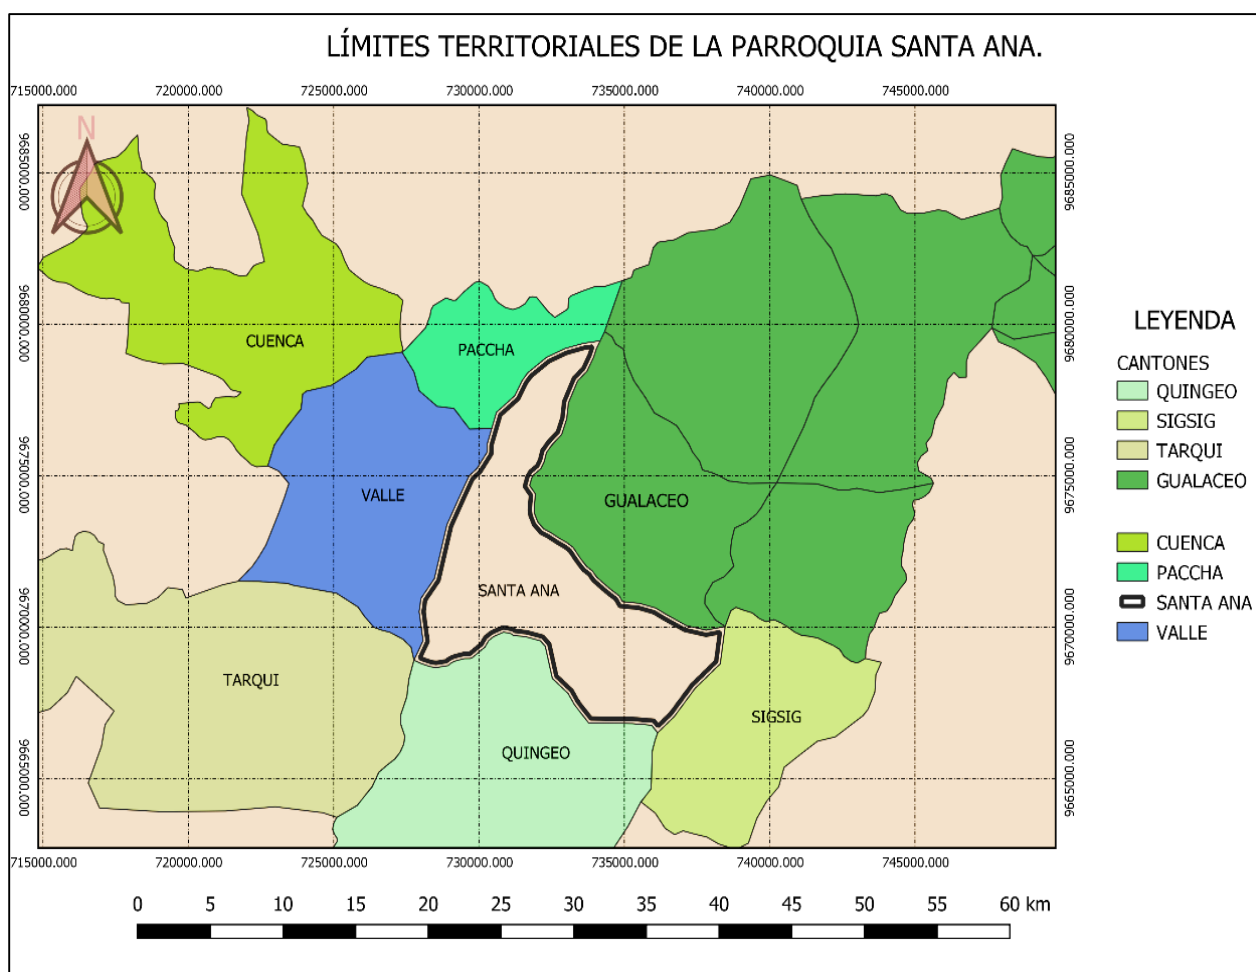 LÍMITES TERRITORIALES DE LA PARROQUIA SANTA ANA.
715000.000 720000.000 725000.000 730000.000 735000.000 740000.000 745000.000
N
9685000.000 9685000.000
9680000.000 9680000.000
CUENCA
PACCHA
9675000.000 9675000.000
VALLE
GUALACEO
SANTA ANA
9670000.000 9670000.000
TARQUI
SIGSIG
QUINGEO
9665000.000 9665000.000
715000.000 720000.000 725000.000 730000.000 735000.000 740000.000 745000.000
0 5 10 15 20 25 30 35 40 45 50 55 60 km
LEYENDA
CANTONES
QUINGEO
SIGSIG
TARQUI
GUALACEO
CUENCA
PACCHA
SANTA ANA
VALLE